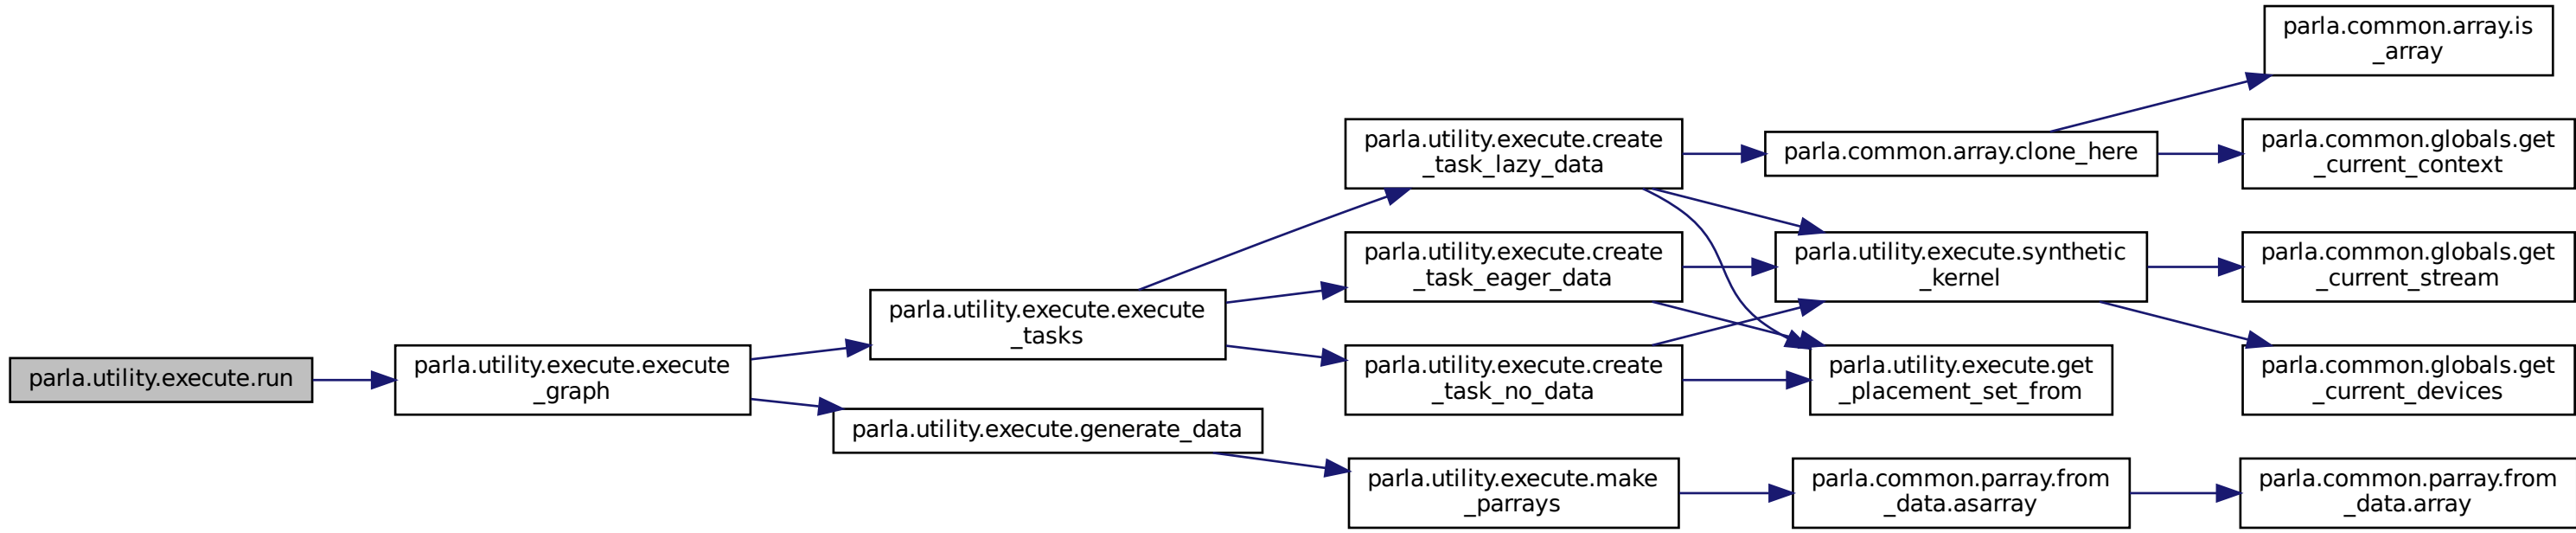 parla.utility.execute.run
parla.utility.execute.execute
_graph
parla.utility.execute.execute
_tasks
parla.utility.execute.generate_data
parla.utility.execute.create
_task_lazy_data
parla.utility.execute.create
_task_eager_data
parla.utility.execute.create
_task_no_data
parla.utility.execute.make
_parrays
parla.common.array.clone_here
parla.utility.execute.synthetic
_kernel
parla.utility.execute.get
_placement_set_from
parla.common.parray.from
_data.asarray
parla.common.array.is
_array
parla.common.globals.get
_current_context
parla.common.globals.get
_current_stream
parla.common.globals.get
_current_devices
parla.common.parray.from
_data.array